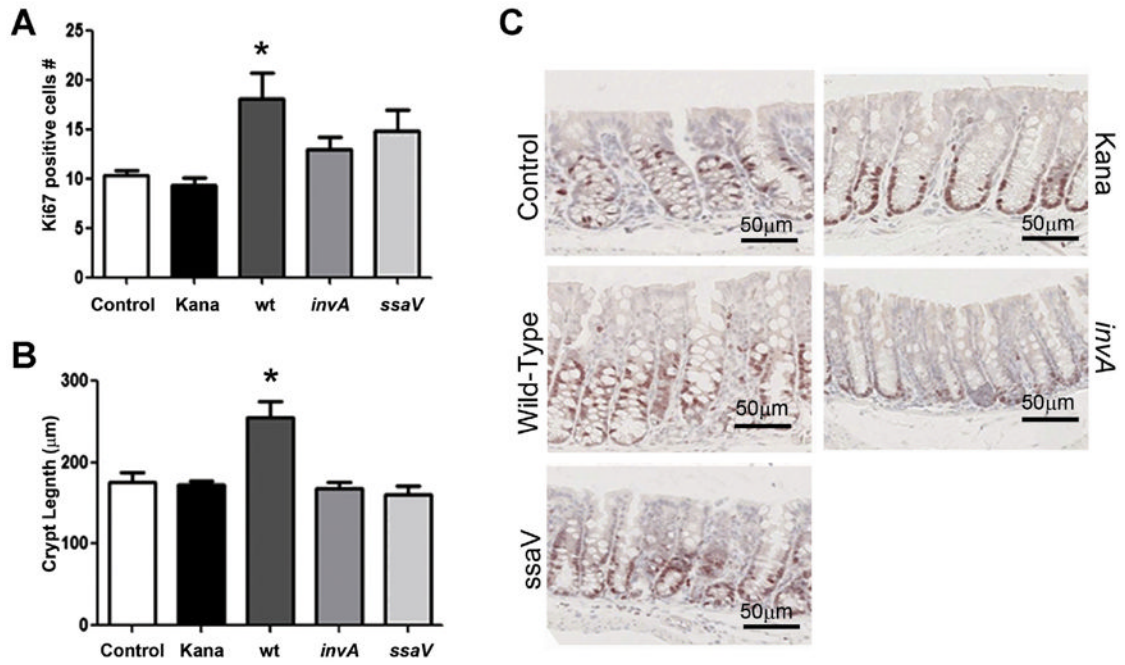 A
Ki67 positive cells #
25
20
15
10
5
0
*
Control Kana wt invA ssaV
B
Crypt Legnth (μm)
300
200
100
0
*
Control Kana wt invA ssaV
C
Control
50μm
Kana
50μm
Wild-Type
50μm
invA
50μm
ssaV
50μm